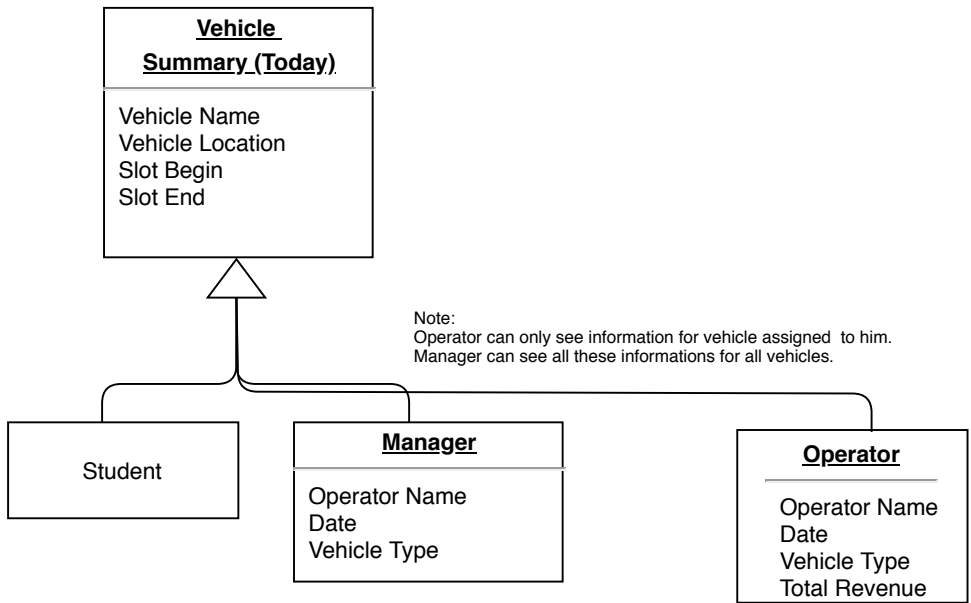 Vehicle
Summary (Today)
Vehicle Name
Vehicle Location
Slot Begin
Slot End
Note:
Operator can only see information for vehicle assigned to him.
Manager can see all these informations for all vehicles.
Student
Manager
Operator Name
Date
Vehicle Type
Operator
Operator Name
Date
Vehicle Type
Total Revenue